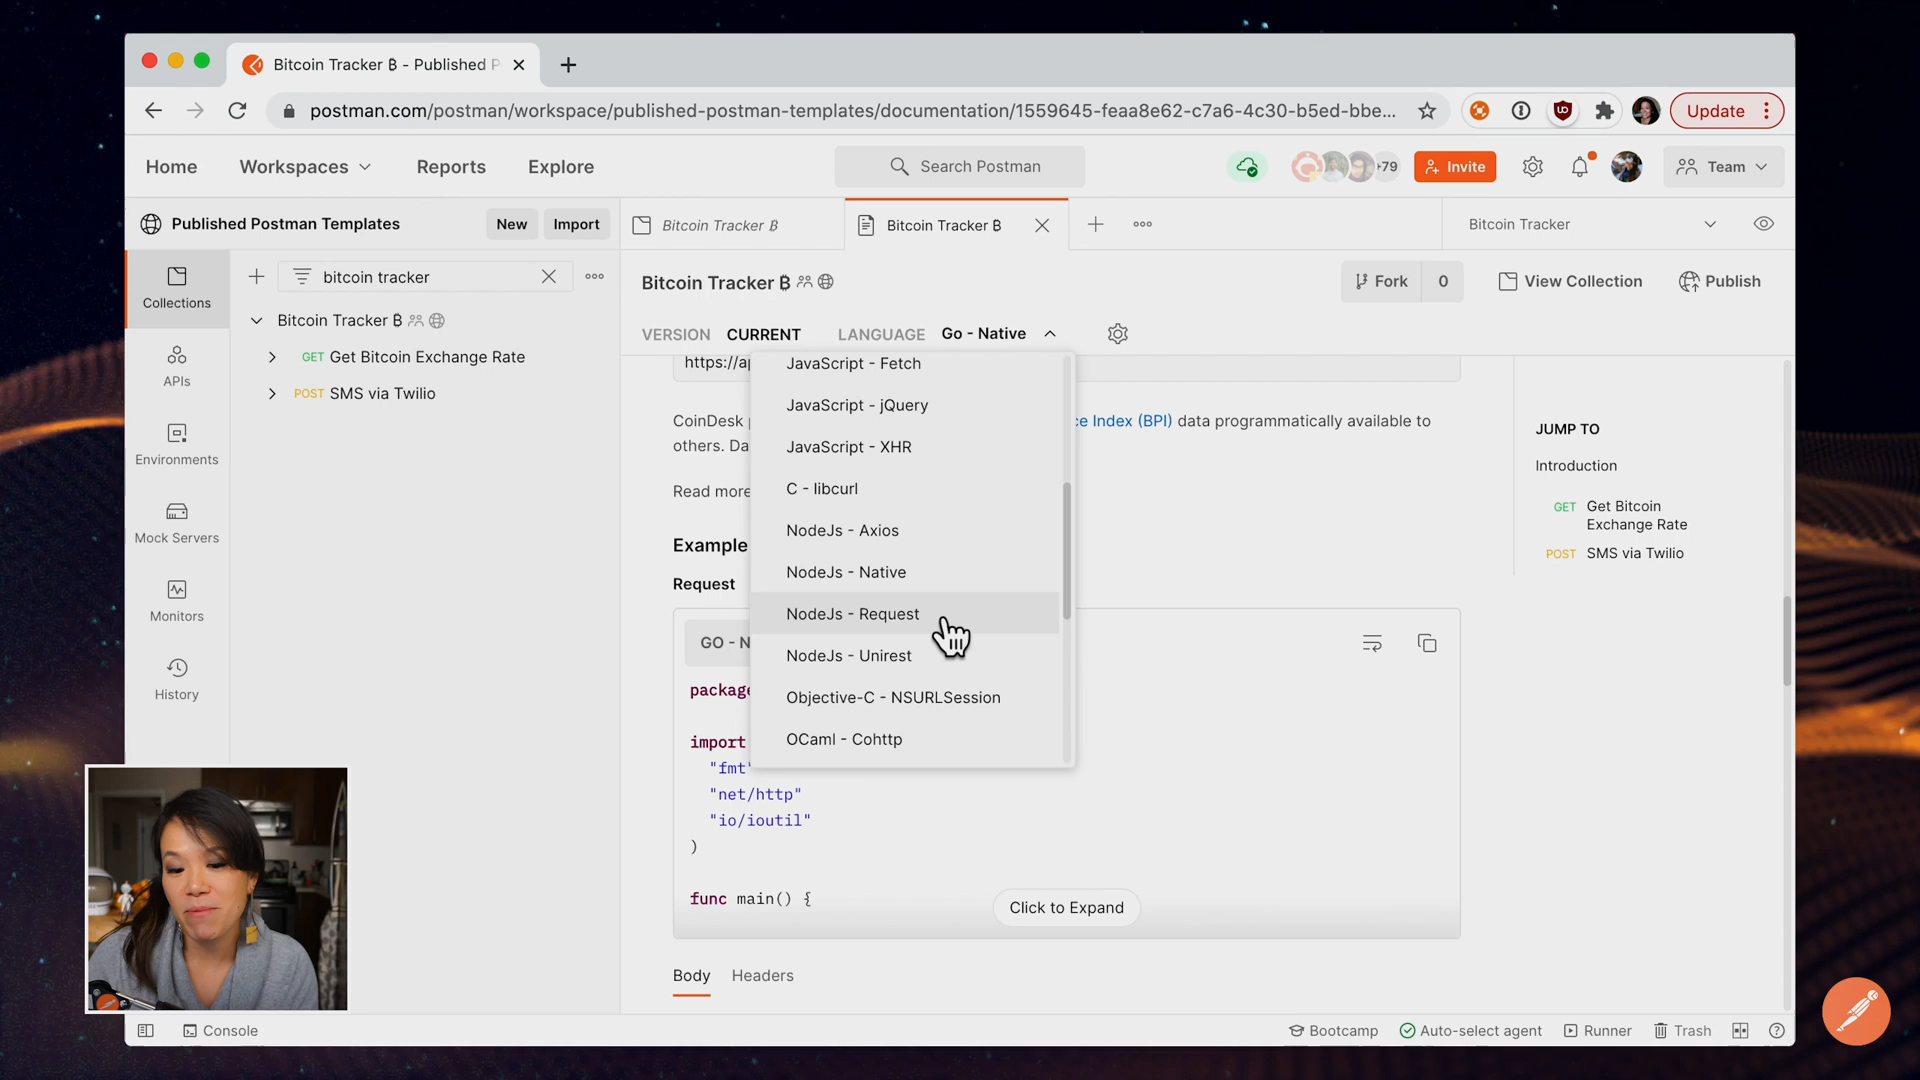 Bitcoin Tracker ₿ - Published P
postman.com/postman/workspace/published-postman-templates/documentation/1559645-feaa8e62-c7a6-4c30-b5ed-bbe...
Update
Home
Workspaces
Reports
Explore
Search Postman
+79
Invite
Team
Published Postman Templates
New
Import
Bitcoin Tracker ₿
Bitcoin Tracker ₿
Bitcoin Tracker
Collections
APIs
Environments
Mock Servers
Monitors
History
bitcoin tracker
Bitcoin Tracker ₿
GET Get Bitcoin Exchange Rate
POST SMS via Twilio
Bitcoin Tracker ₿
Fork
0
View Collection
Publish
VERSION CURRENT
LANGUAGE Go - Native
https://ap
CoinDesk
ce Index (BPI) data programmatically available to
others. Da
Read more
Example
Request
JavaScript - Fetch
JavaScript - jQuery
JavaScript - XHR
C - libcurl
NodeJs - Axios
NodeJs - Native
NodeJs - Request
NodeJs - Unirest
Objective-C - NSURLSession
OCaml - Cohttp
GO - N
package
import
"fmt"
"net/http"
"io/ioutil"
)
func main() {
Click to Expand
Body
Headers
JUMP TO
Introduction
GET Get Bitcoin
Exchange Rate
POST SMS via Twilio
Console
Bootcamp
Auto-select agent
Runner
Trash